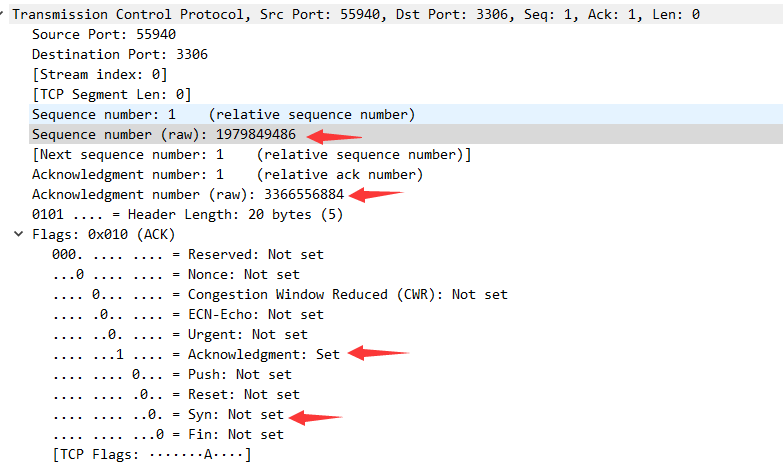 Transmission Control Protocol, Src Port: 55940, Dst Port: 3306, Seq: 1, Ack: 1, Len: 0
Source Port: 55940
Destination Port: 3306
[Stream index: 0]
[TCP Segment Len: 0]
Sequence number: 1    (relative sequence number)
Sequence number (raw): 1979849486
[Next sequence number: 1    (relative sequence number)]
Acknowledgment number: 1    (relative ack number)
Acknowledgment number (raw): 3366556884
0101 .... = Header Length: 20 bytes (5)
Flags: 0x010 (ACK)
000. .... .... = Reserved: Not set
...0 .... .... = Nonce: Not set
.... 0... .... = Congestion Window Reduced (CWR): Not set
.... .0.. .... = ECN-Echo: Not set
.... ..0. .... = Urgent: Not set
.... ...1 .... = Acknowledgment: Set
.... .... 0... = Push: Not set
.... .... .0.. = Reset: Not set
.... .... ..0. = Syn: Not set
.... .... ...0 = Fin: Not set
[TCP Flags: ·······A····]